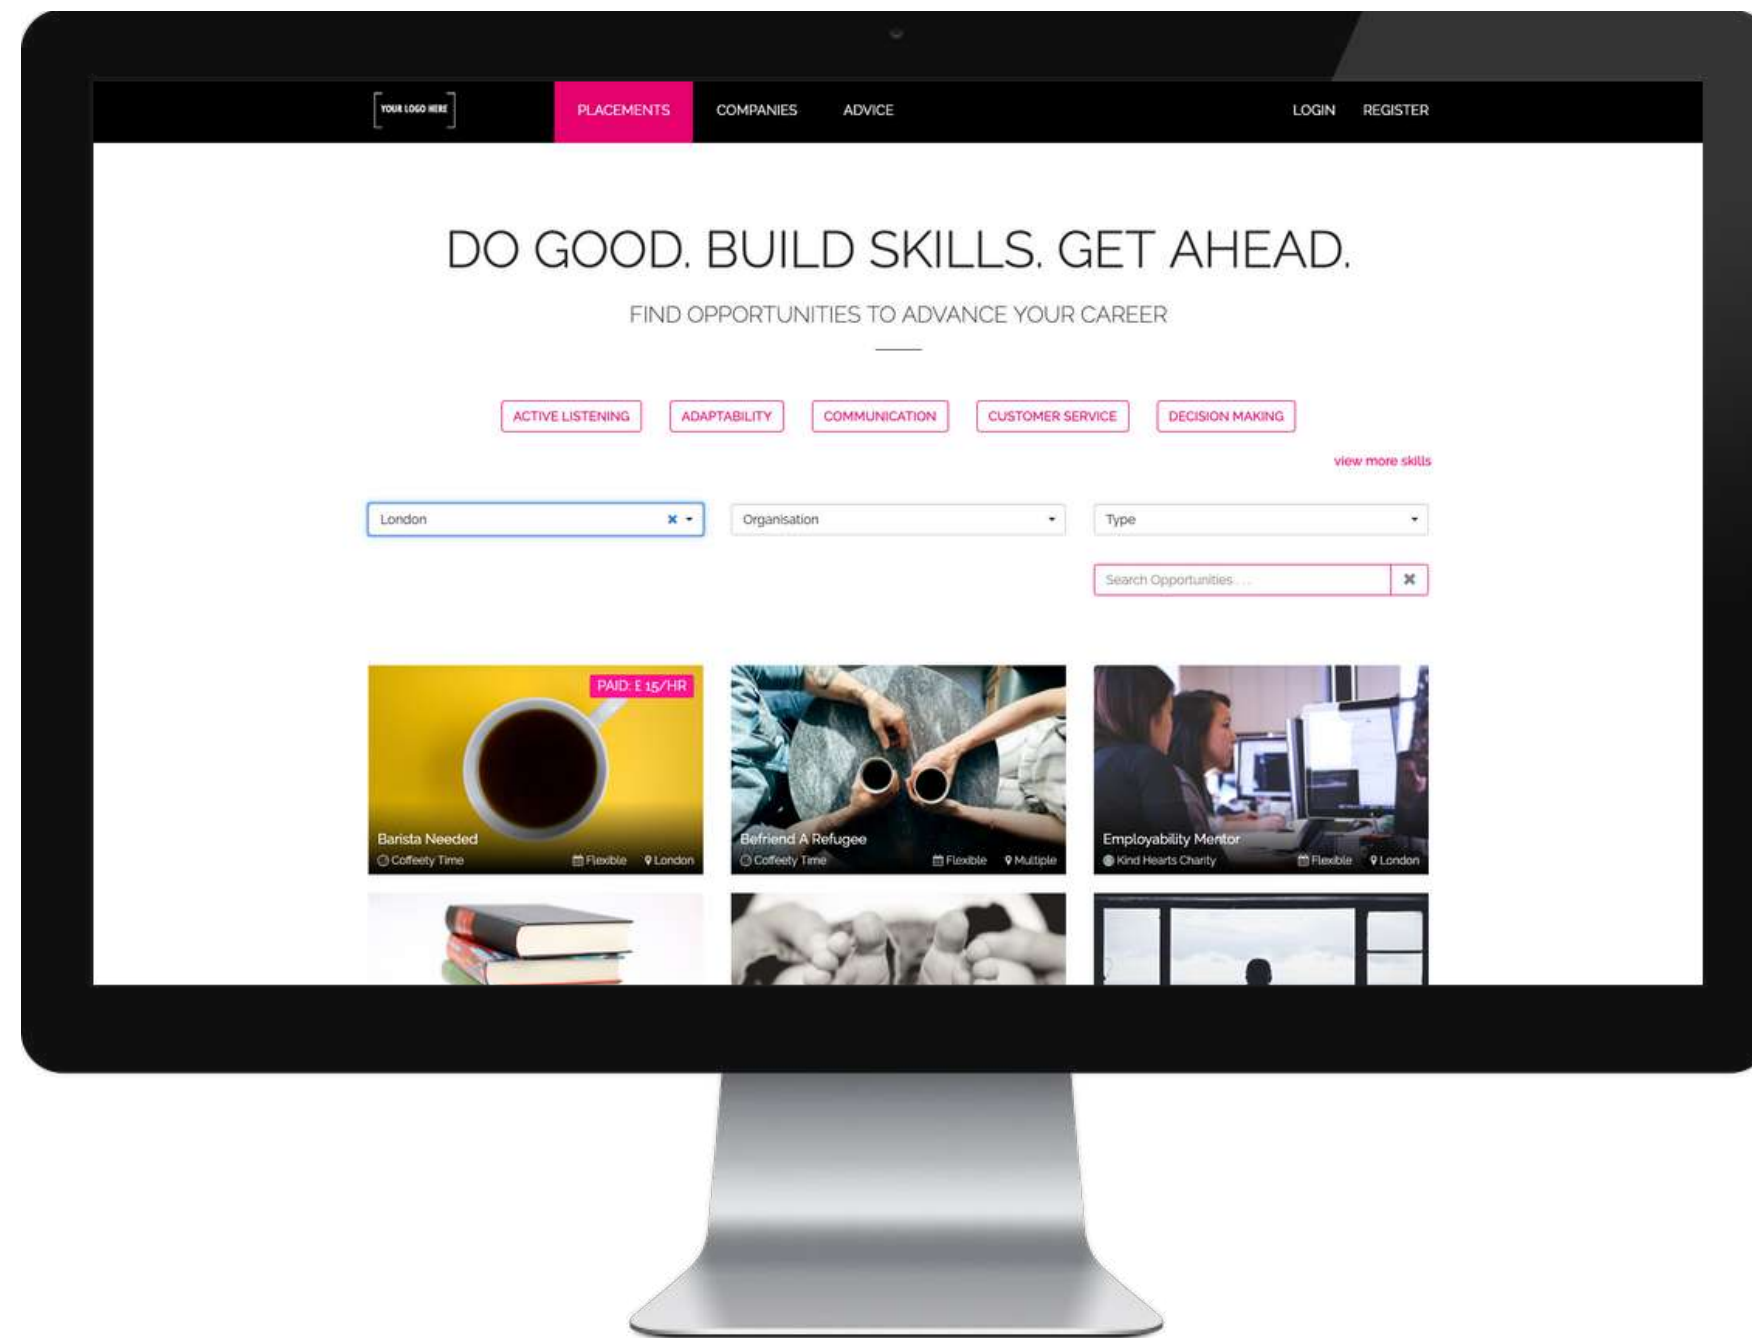 YOUR LOGO HERE PLACEMENTS COMPANIES ADVICE LOGIN REGISTER
DO GOOD. BUILD SKILLS. GET AHEAD.
FIND OPPORTUNITIES TO ADVANCE YOUR CAREER
ACTIVE LISTENING ADAPTABILITY COMMUNICATION CUSTOMER SERVICE DECISION MAKING
view more skills
London Organisation Type
Search Opportunities . . .
PAID: £ 15/HR
Barista Needed
Coffeety Time Flexible London
Befriend A Refugee
Coffeety Time Flexible Multiple
Employability Mentor
Kind Hearts Charity Flexible London